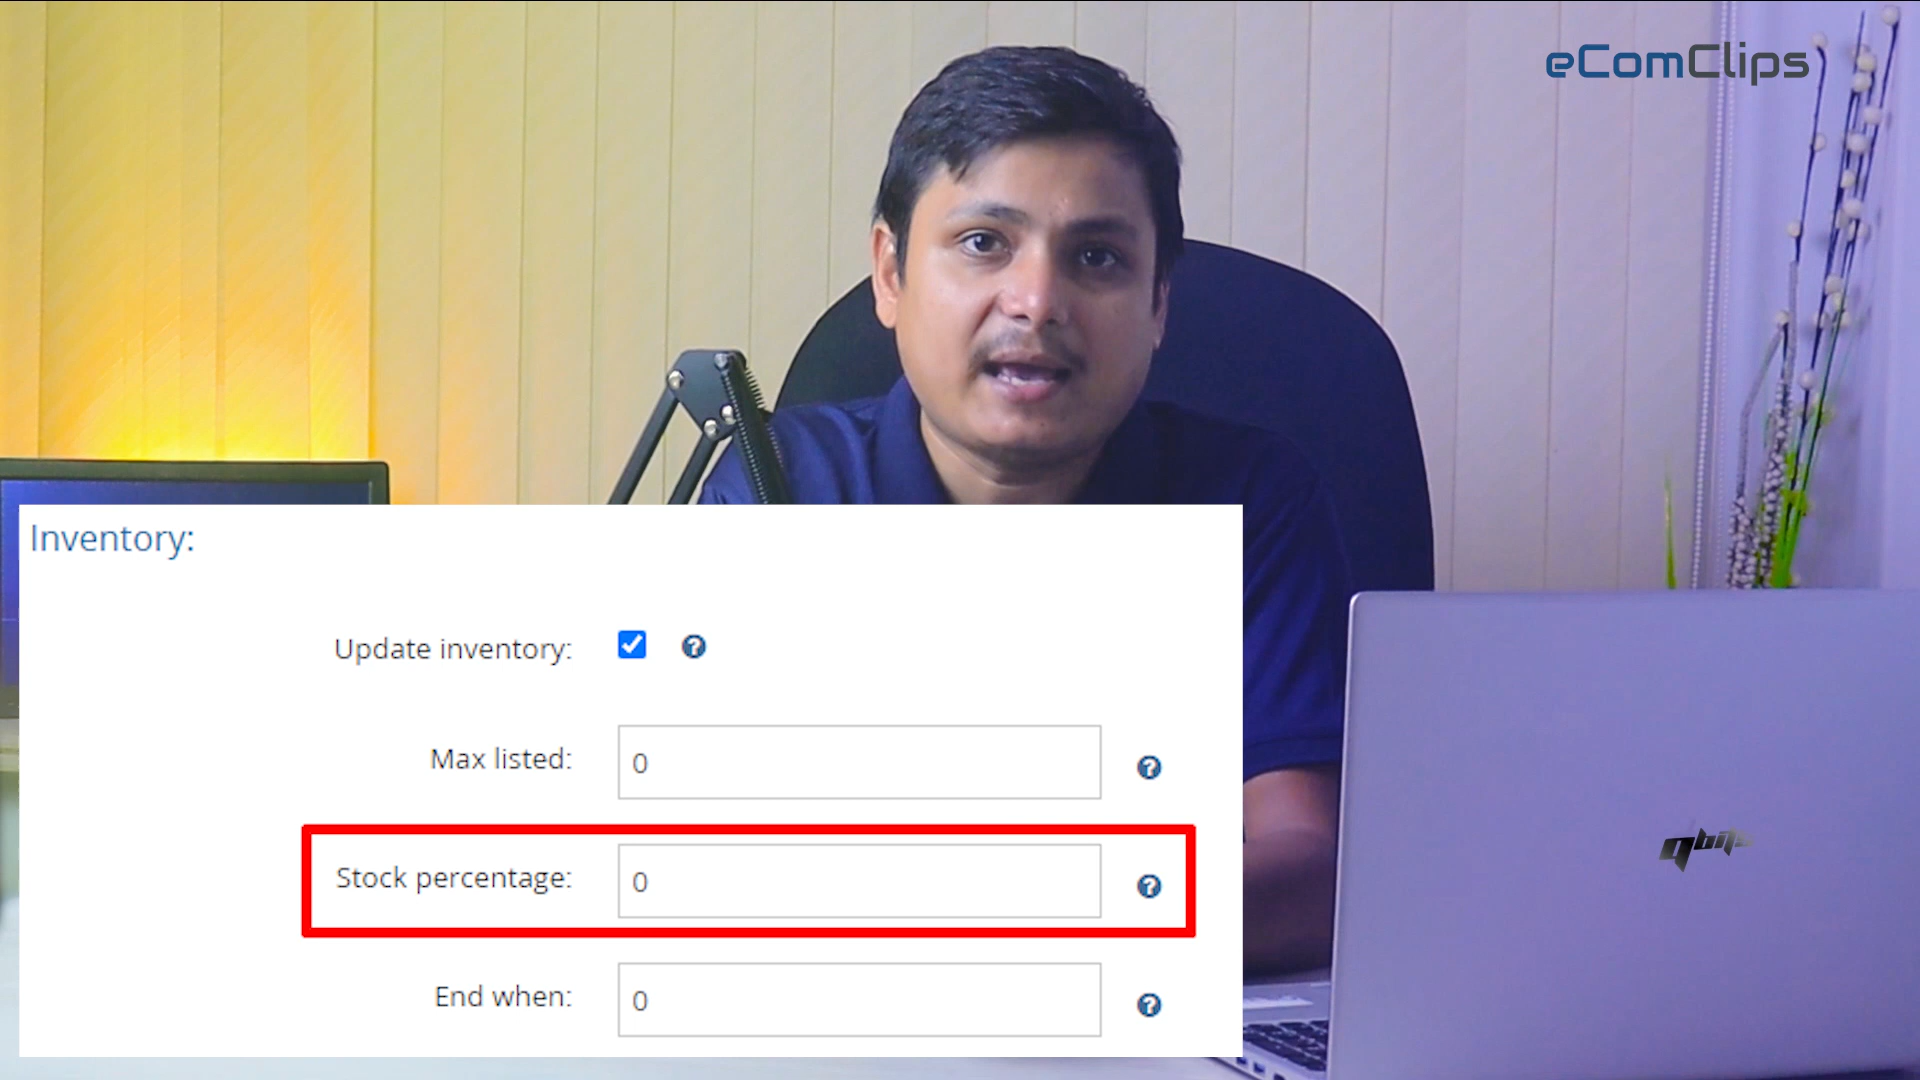 eComClips
Inventory:
Update inventory:
Max listed: 0
Stock percentage: 0
End when: 0